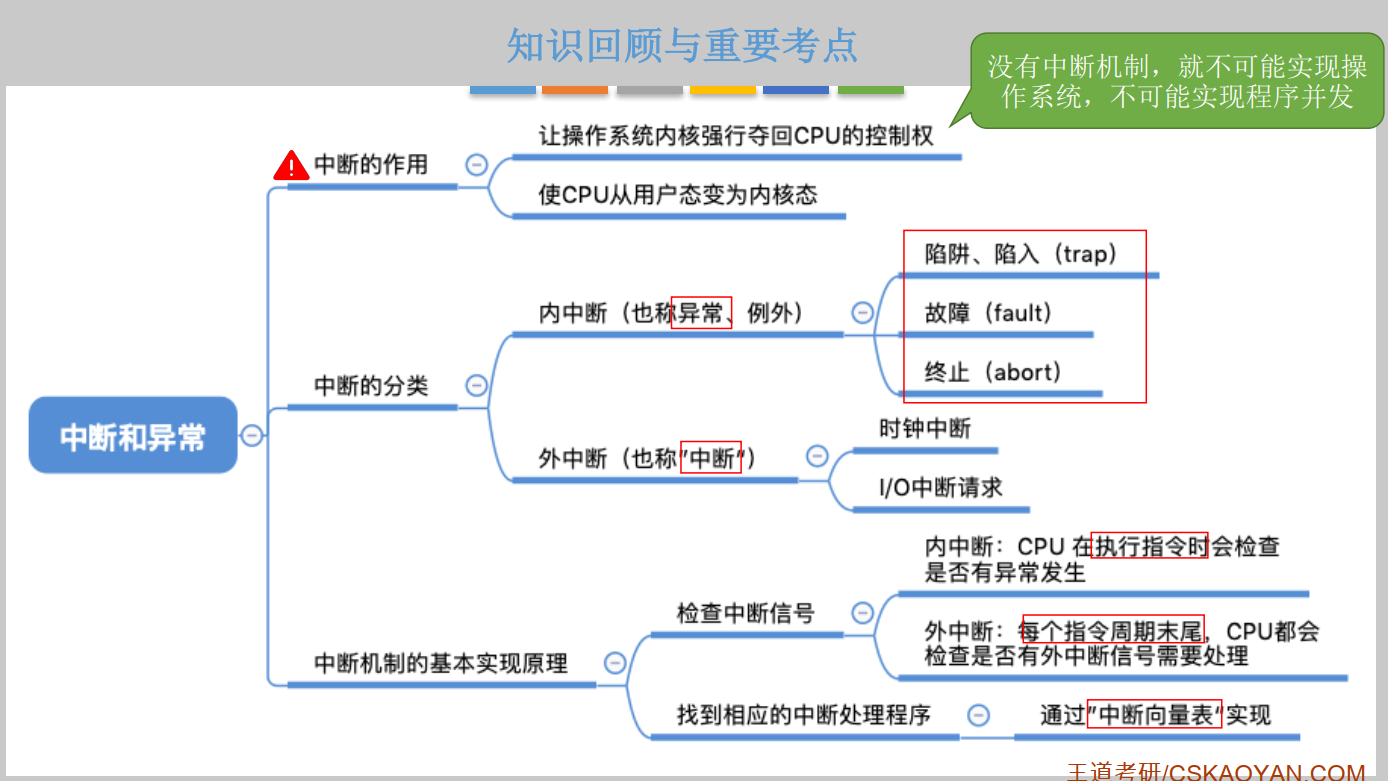 知识回顾与重要考点
没有中断机制，就不可能实现操
作系统，不可能实现程序并发
中断和异常
中断的作用
让操作系统内核强行夺回CPU的控制权
使CPU从用户态变为内核态
中断的分类
内中断（也称异常、例外）
陷阱、陷入（trap）
故障（fault）
终止（abort）
外中断（也称”中断“）
时钟中断
I/O中断请求
中断机制的基本实现原理
检查中断信号
内中断：CPU 在执行指令时会检查
是否有异常发生
外中断：每个指令周期末尾，CPU都会
检查是否有外中断信号需要处理
找到相应的中断处理程序
通过”中断向量表“实现
王道考研/CSKAOYAN.COM